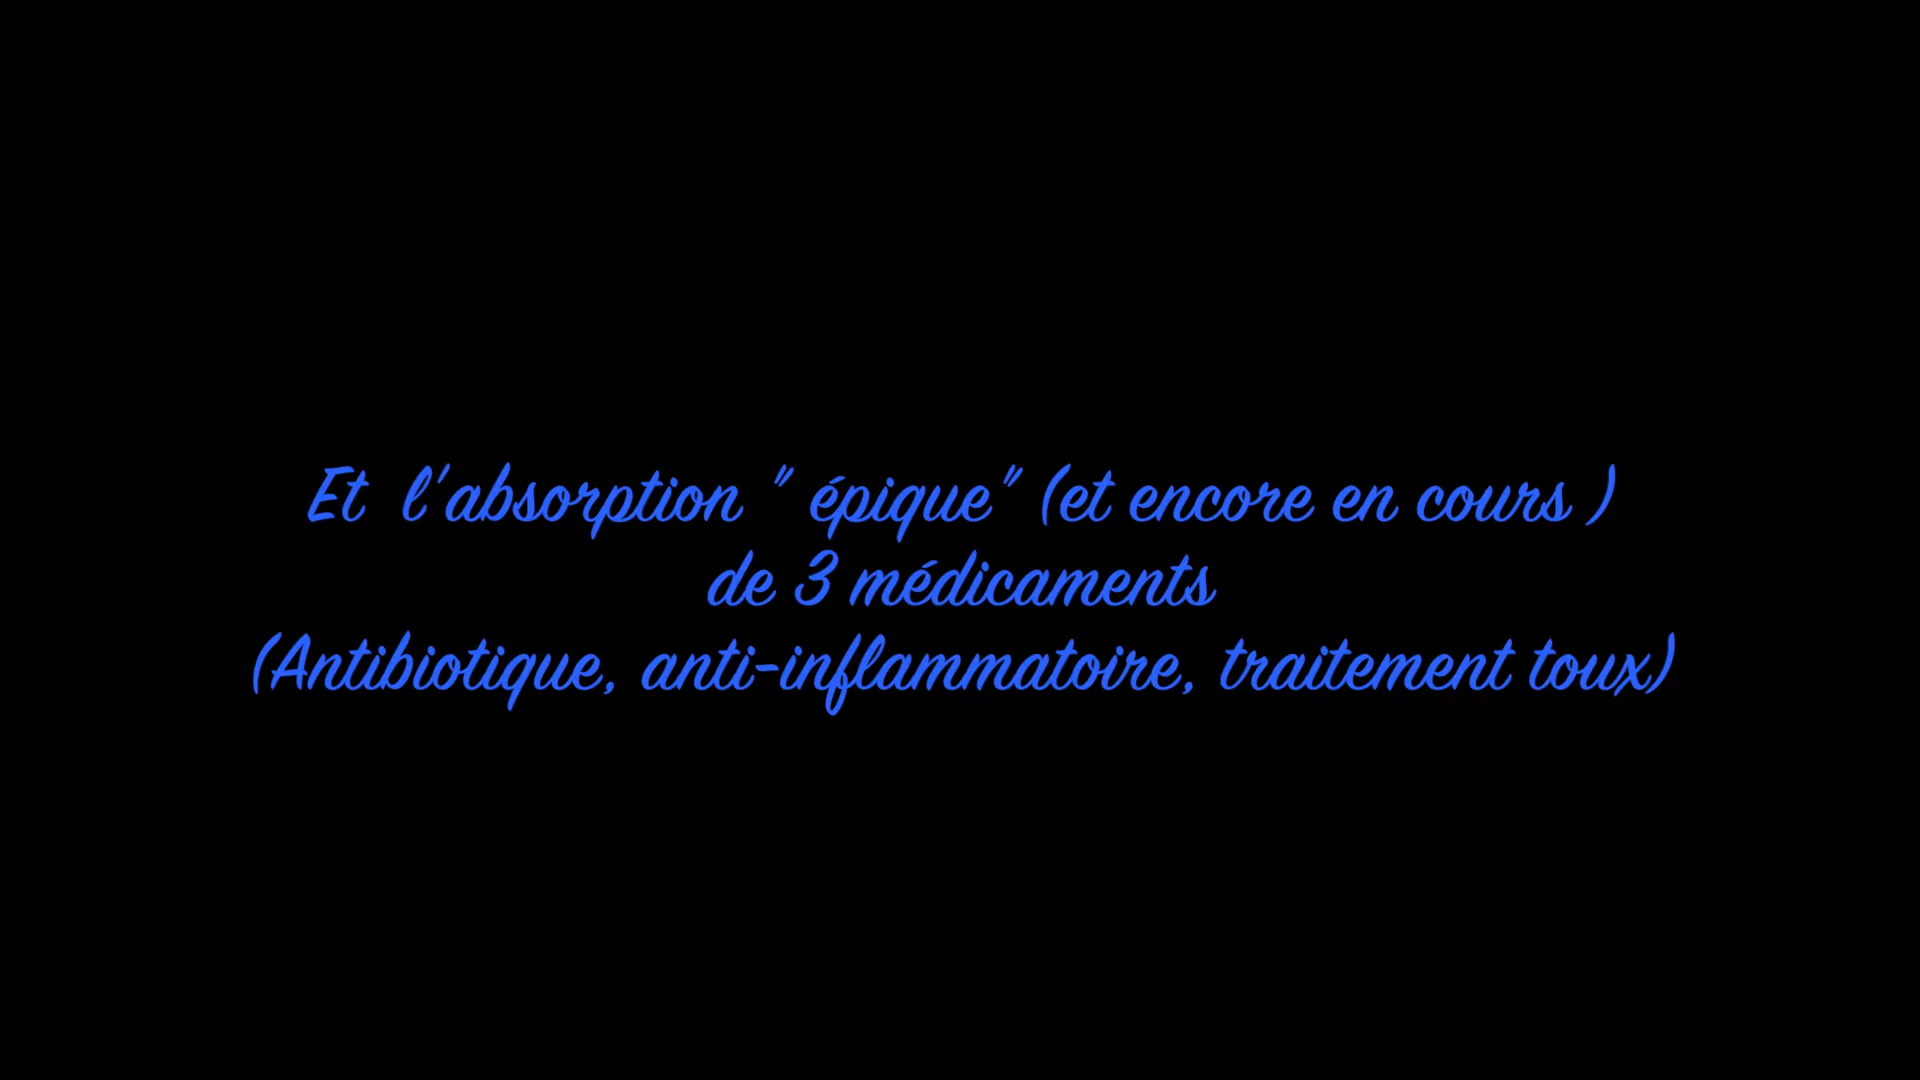 Et l'absorption " épique" (et encore en cours )
de 3 médicaments
(Antibiotique, anti-inflammatoire, traitement toux)